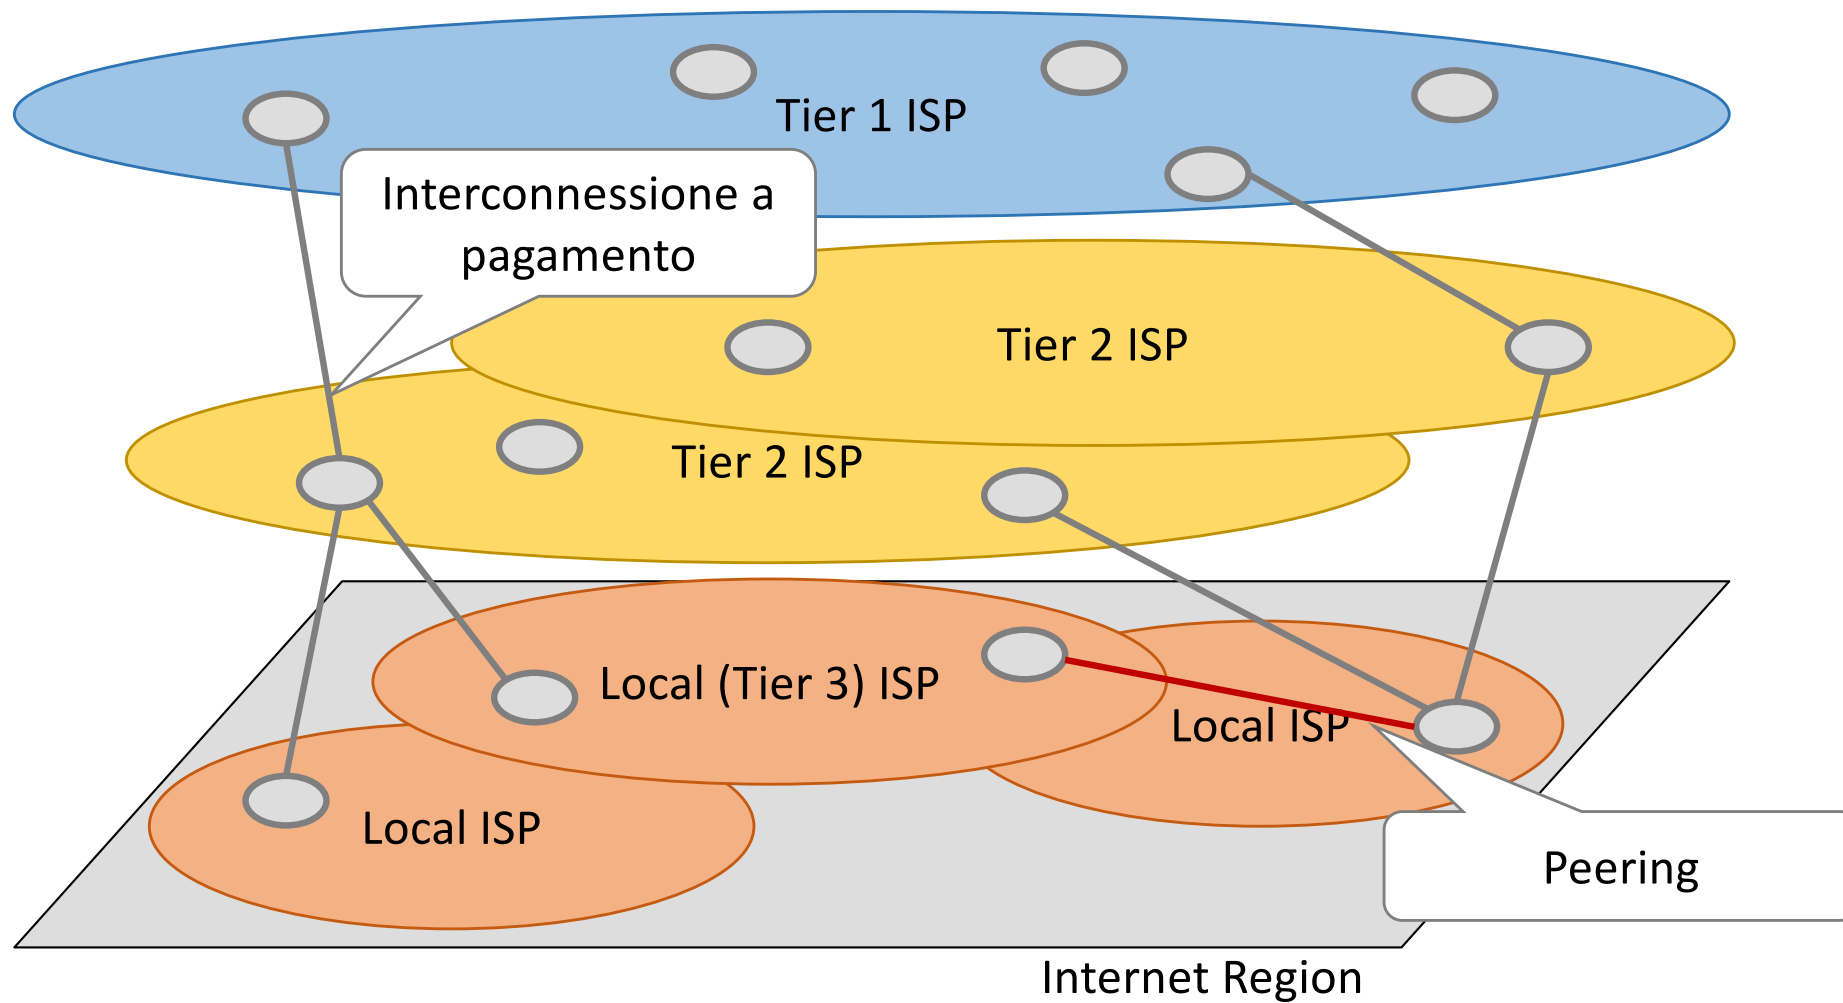 Tier 1 ISP
Interconnessione a
pagamento
Tier 2 ISP
Tier 2 ISP
Local (Tier 3) ISP
Local ISP
Local ISP
Peering
Internet Region